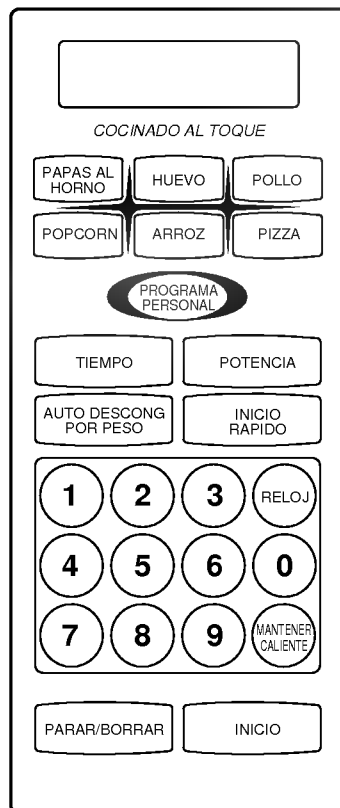 COCINADO AL TOQUE
PAPAS AL
HORNO
HUEVO
POLLO
POPCORN
ARROZ
PIZZA
PROGRAMA
PERSONAL
TIEMPO
POTENCIA
AUTO DESCONG
POR PESO
INICIO
RAPIDO
1 2 3 RELOJ
4 5 6 0
7 8 9 MANTENER
CALIENTE
PARAR/BORRAR
INICIO